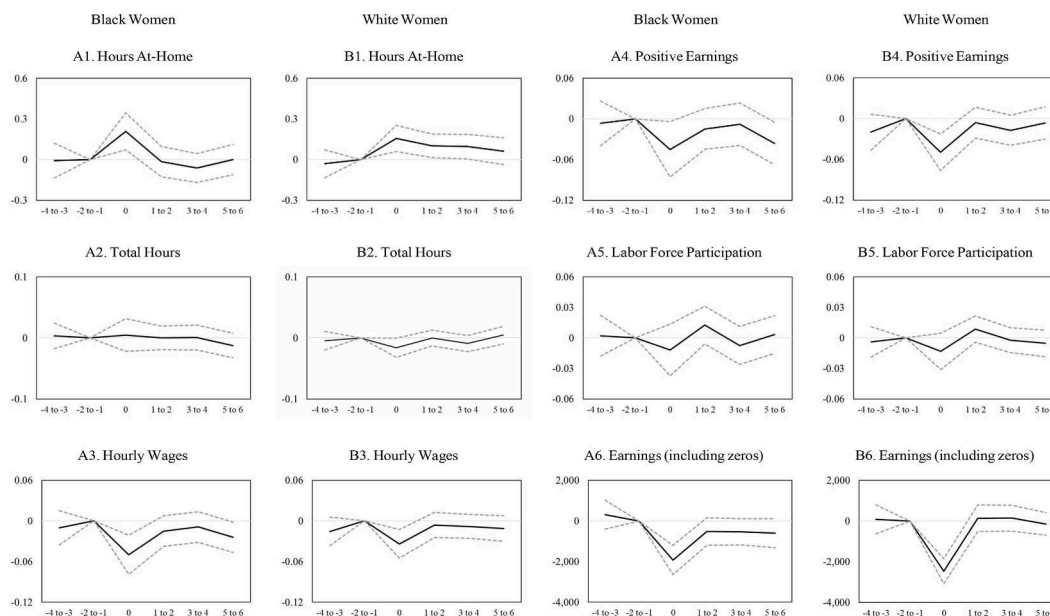 Black Women
White Women
Black Women
White Women
A1. Hours At-Home
B1. Hours At-Home
A4. Positive Earnings
B4. Positive Earnings
0.6
0.3
0
-0.3
-4 to -3 -2 to -1 0 1 to 2 3 to 4 5 to 6
0.6
0.3
0
-0.3
-4 to -3 -2 to -1 0 1 to 2 3 to 4 5 to 6
0.06
0
-0.06
-0.12
-4 to -3 -2 to -1 0 1 to 2 3 to 4 5 to 6
0.06
0
-0.06
-0.12
-4 to -3 -2 to -1 0 1 to 2 3 to 4 5 to 6
A2. Total Hours
B2. Total Hours
A5. Labor Force Participation
B5. Labor Force Participation
0.1
0
-0.1
-4 to -3 -2 to -1 0 1 to 2 3 to 4 5 to 6
0.1
0
-0.1
-4 to -3 -2 to -1 0 1 to 2 3 to 4 5 to 6
0.06
0.03
0
-0.03
-0.06
-4 to -3 -2 to -1 0 1 to 2 3 to 4 5 to 6
0.06
0.03
0
-0.03
-0.06
-4 to -3 -2 to -1 0 1 to 2 3 to 4 5 to 6
A3. Hourly Wages
B3. Hourly Wages
A6. Earnings (including zeros)
B6. Earnings (including zeros)
0.06
0
-0.06
-0.12
-4 to -3 -2 to -1 0 1 to 2 3 to 4 5 to 6
0.06
0
-0.06
-0.12
-4 to -3 -2 to -1 0 1 to 2 3 to 4 5 to 6
2,000
0
-2,000
-4,000
-4 to -3 -2 to -1 0 1 to 2 3 to 4 5 to 6
2,000
0
-2,000
-4,000
-4 to -3 -2 to -1 0 1 to 2 3 to 4 5 to 6